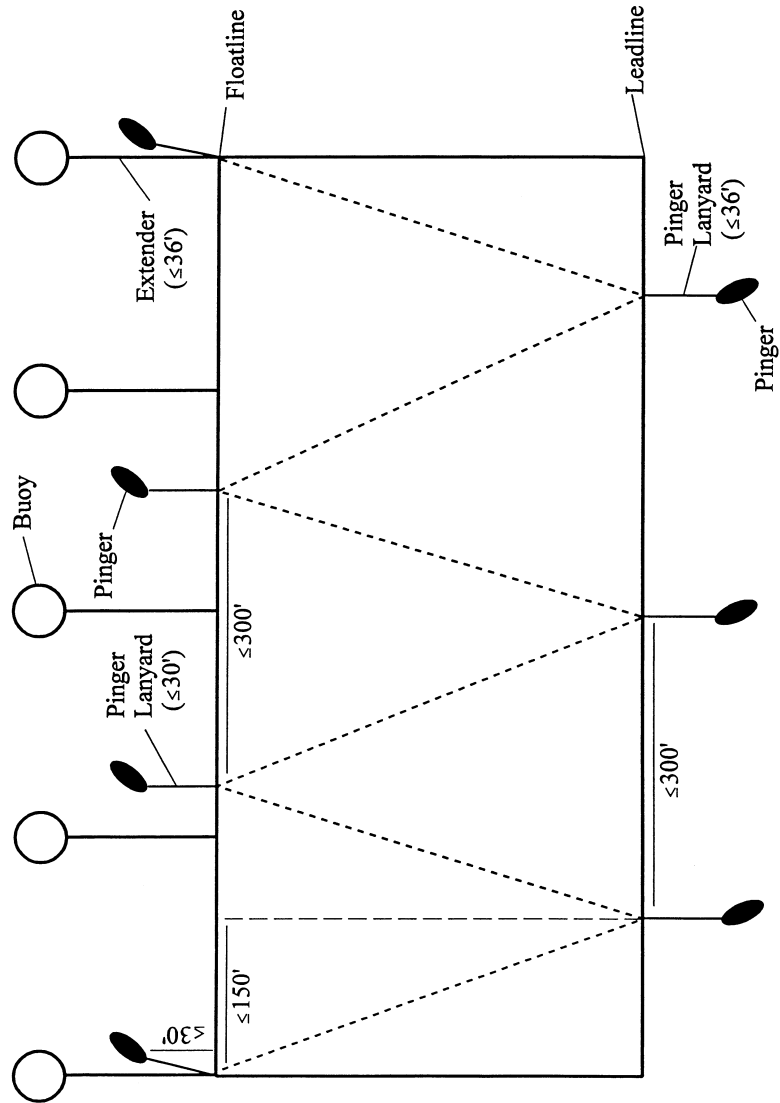 Buoy
Pinger
Pinger
Lanyard
(≤30')
Extender
(≤36')
Floatline
≤30'
≤150'
≤300'
≤300'
Leadline
Pinger
Lanyard
(≤36')
Pinger